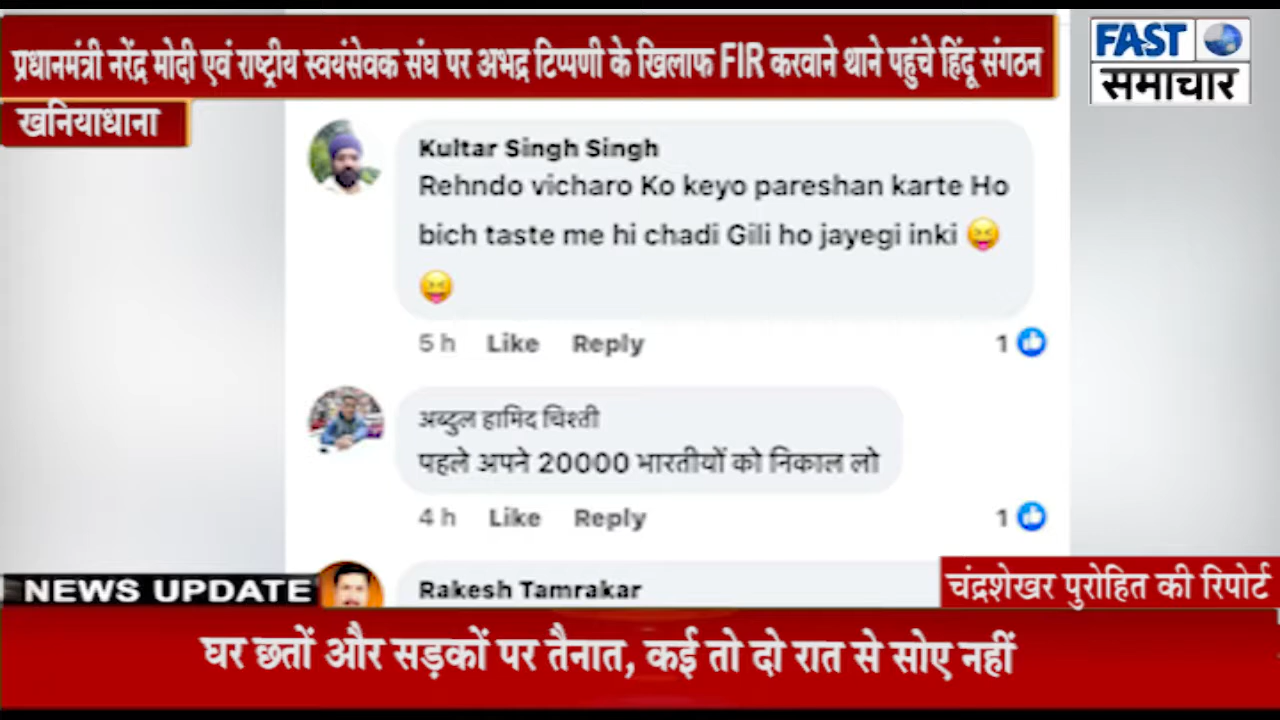 प्रधानमंत्री नरेंद्र मोदी एवं राष्ट्रीय स्वयंसेवक संघ पर अभद्र टिप्पणी के खिलाफ FIR करवाने थाने पहुंचे हिंदू संगठन
FAST
समाचार
खनियाधाना
Kultar Singh Singh
Rehndo vicharo Ko keyo pareshan karte Ho
bich taste me hi chadi Gili ho jayegi inki 😝
😝
5 h Like Reply 1
अब्दुल हामिद चिश्ती
पहले अपने 20000 भारतीयों को निकाल लो
4 h Like Reply 1
Rakesh Tamrakar
NEWS UPDATE
चंद्रशेखर पुरोहित की रिपोर्ट
घर छतों और सड़कों पर तैनात, कई तो दो रात से सोए नहीं